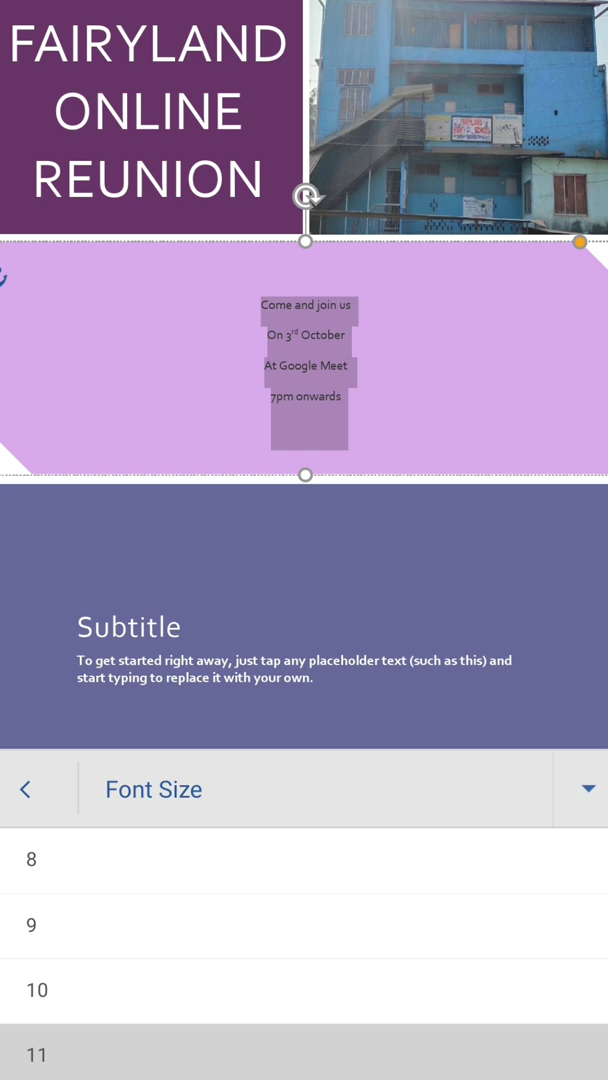 FAIRYLAND
ONLINE
REUNION
Come and join us
On 3rd October
At Google Meet
7pm onwards
Subtitle
To get started right away, just tap any placeholder text (such as this) and
start typing to replace it with your own.
Font Size
8
9
10
11